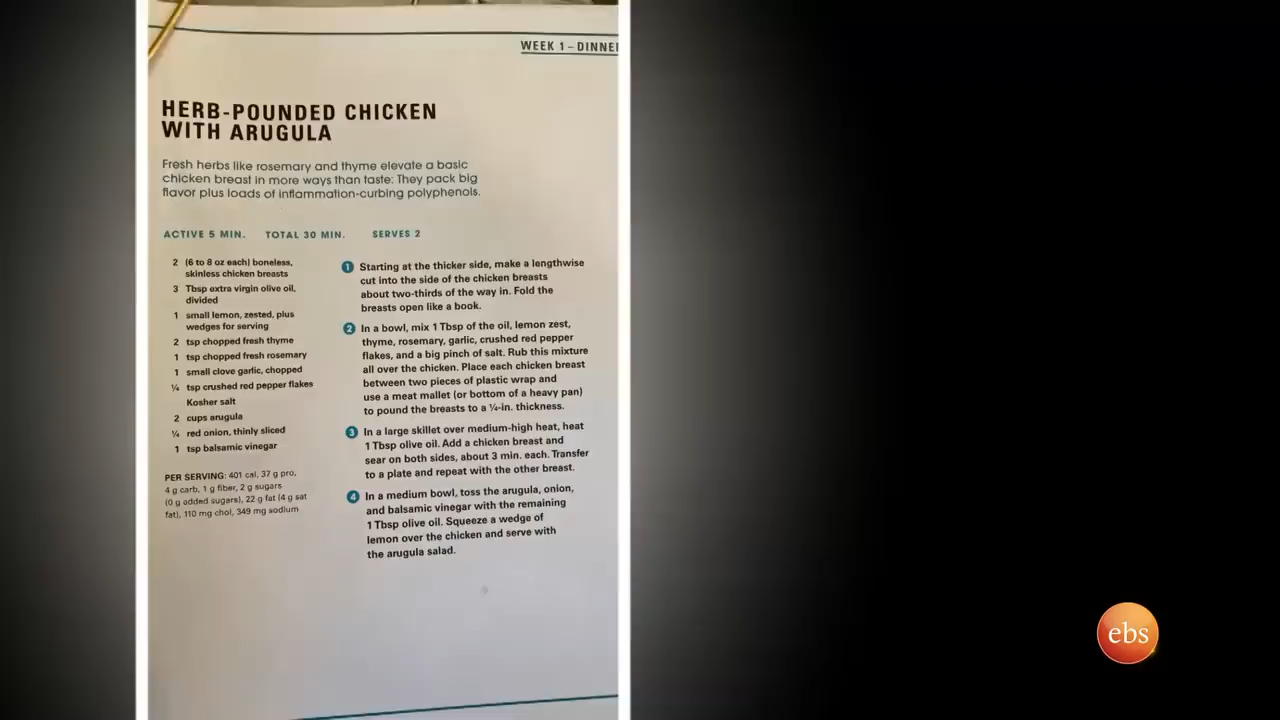 WEEK 1 – DINNE
HERB-POUNDED CHICKEN
WITH ARUGULA
Fresh herbs like rosemary and thyme elevate a basic
chicken breast in more ways than taste: They pack big
flavor plus loads of inflammation-curbing polyphenols.
ACTIVE 5 MIN. TOTAL 30 MIN. SERVES 2
2 (6 to 8 oz each) boneless,
skinless chicken breasts
3 Tbsp extra virgin olive oil,
divided
1 small lemon, zested, plus
wedges for serving
2 tsp chopped fresh thyme
1 tsp chopped fresh rosemary
1 small clove garlic, chopped
¼ tsp crushed red pepper flakes
Kosher salt
2 cups arugula
¼ red onion, thinly sliced
1 tsp balsamic vinegar
PER SERVING: 401 cal, 37 g pro,
4 g carb, 1 g fiber, 2 g sugars
(0 g added sugars), 22 g fat (4 g sat
fat), 110 mg chol, 349 mg sodium
1 Starting at the thicker side, make a lengthwise
cut into the side of the chicken breasts
about two-thirds of the way in. Fold the
breasts open like a book.
2 In a bowl, mix 1 Tbsp of the oil, lemon zest,
thyme, rosemary, garlic, crushed red pepper
flakes, and a big pinch of salt. Rub this mixture
all over the chicken. Place each chicken breast
between two pieces of plastic wrap and
use a meat mallet (or bottom of a heavy pan)
to pound the breasts to a ¼-in. thickness.
3 In a large skillet over medium-high heat, heat
1 Tbsp olive oil. Add a chicken breast and
sear on both sides, about 3 min. each. Transfer
to a plate and repeat with the other breast.
4 In a medium bowl, toss the arugula, onion,
and balsamic vinegar with the remaining
1 Tbsp olive oil. Squeeze a wedge of
lemon over the chicken and serve with
the arugula salad.
ebs